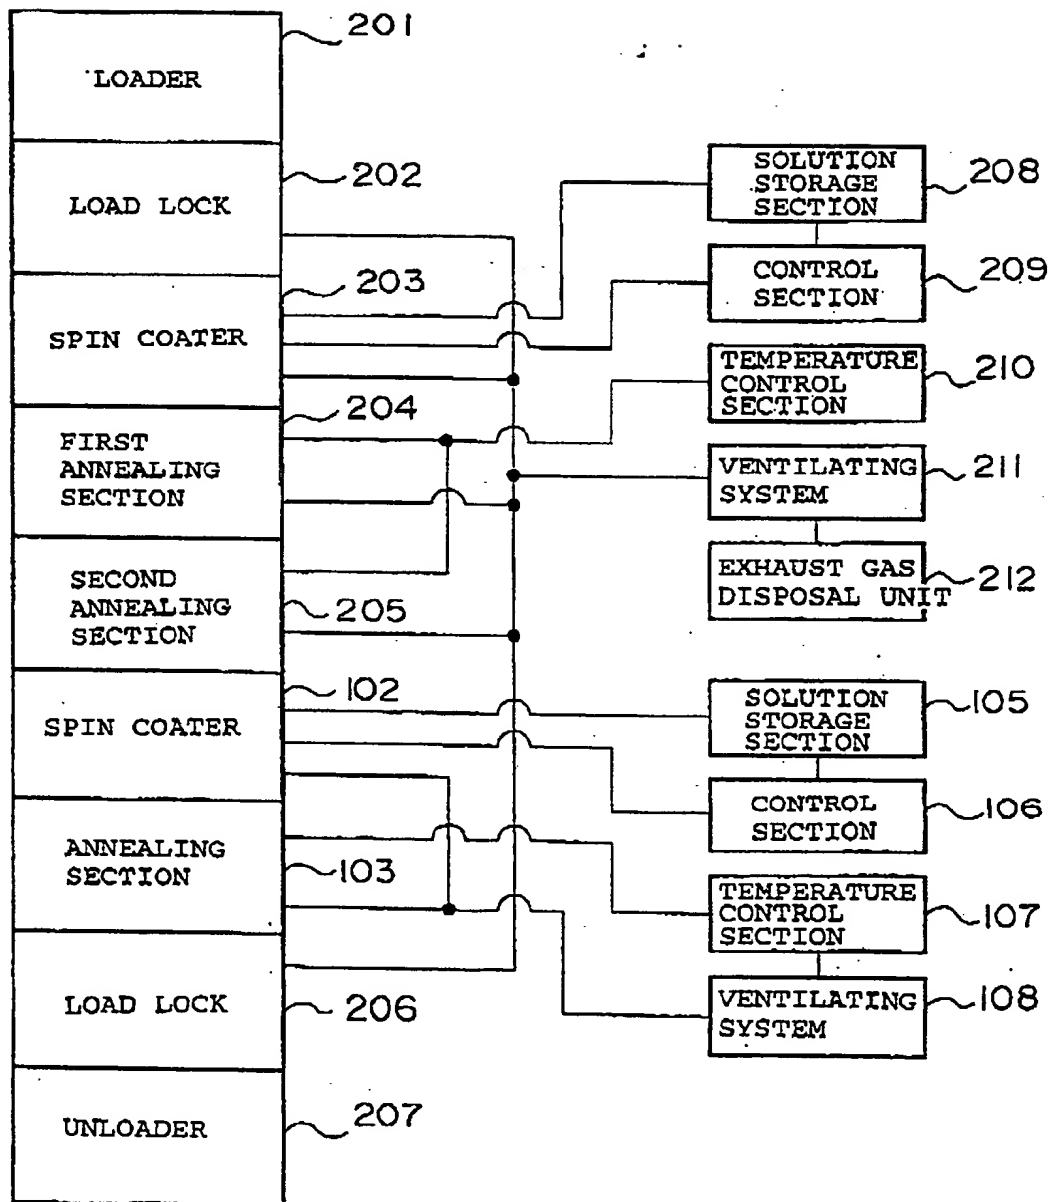 201
LOADER
202
LOAD LOCK
203
SPIN COATER
204
FIRST
ANNEALING
SECTION
SECOND
ANNEALING
SECTION
205
102
SPIN COATER
ANNEALING
SECTION
103
LOAD LOCK
206
UNLOADER
207
SOLUTION
STORAGE
SECTION
208
CONTROL
SECTION
209
TEMPERATURE
CONTROL
SECTION
210
VENTILATING
SYSTEM
211
EXHAUST GAS
DISPOSAL UNIT
212
SOLUTION
STORAGE
SECTION
105
CONTROL
SECTION
106
TEMPERATURE
CONTROL
SECTION
107
VENTILATING
SYSTEM
108